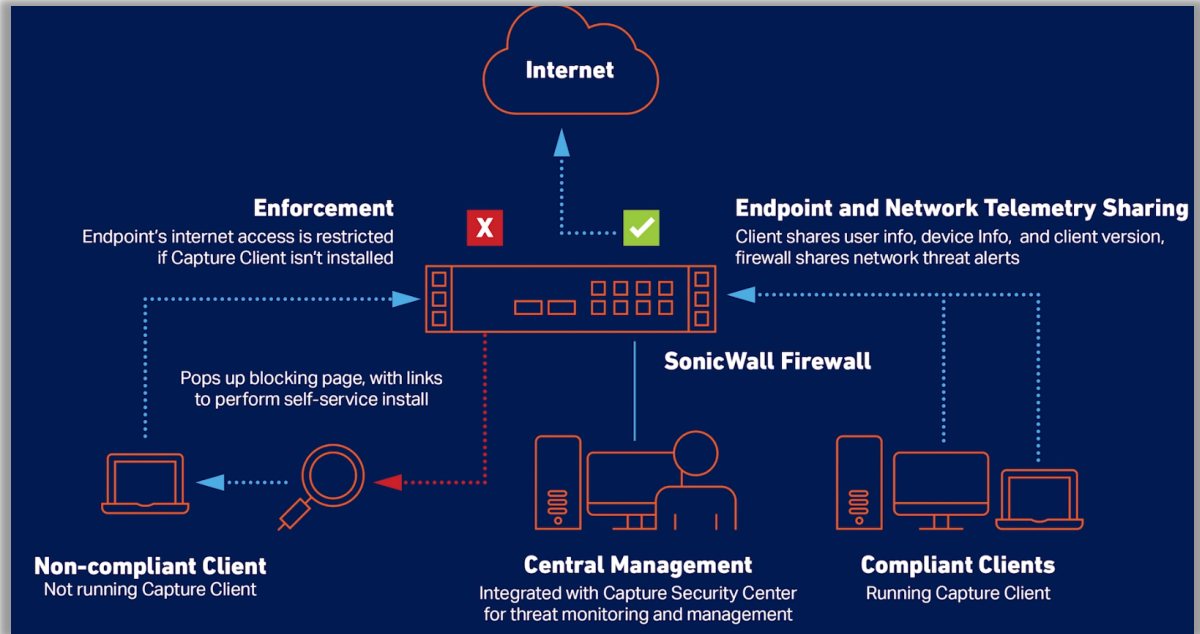 Internet
Enforcement
Endpoint's internet access is restricted
if Capture Client isn't installed
X
Endpoint and Network Telemetry Sharing
Client shares user info, device Info, and client version,
firewall shares network threat alerts
SonicWall Firewall
Pops up blocking page, with links
to perform self-service install
Non-compliant Client
Not running Capture Client
Central Management
Integrated with Capture Security Center
for threat monitoring and management
Compliant Clients
Running Capture Client